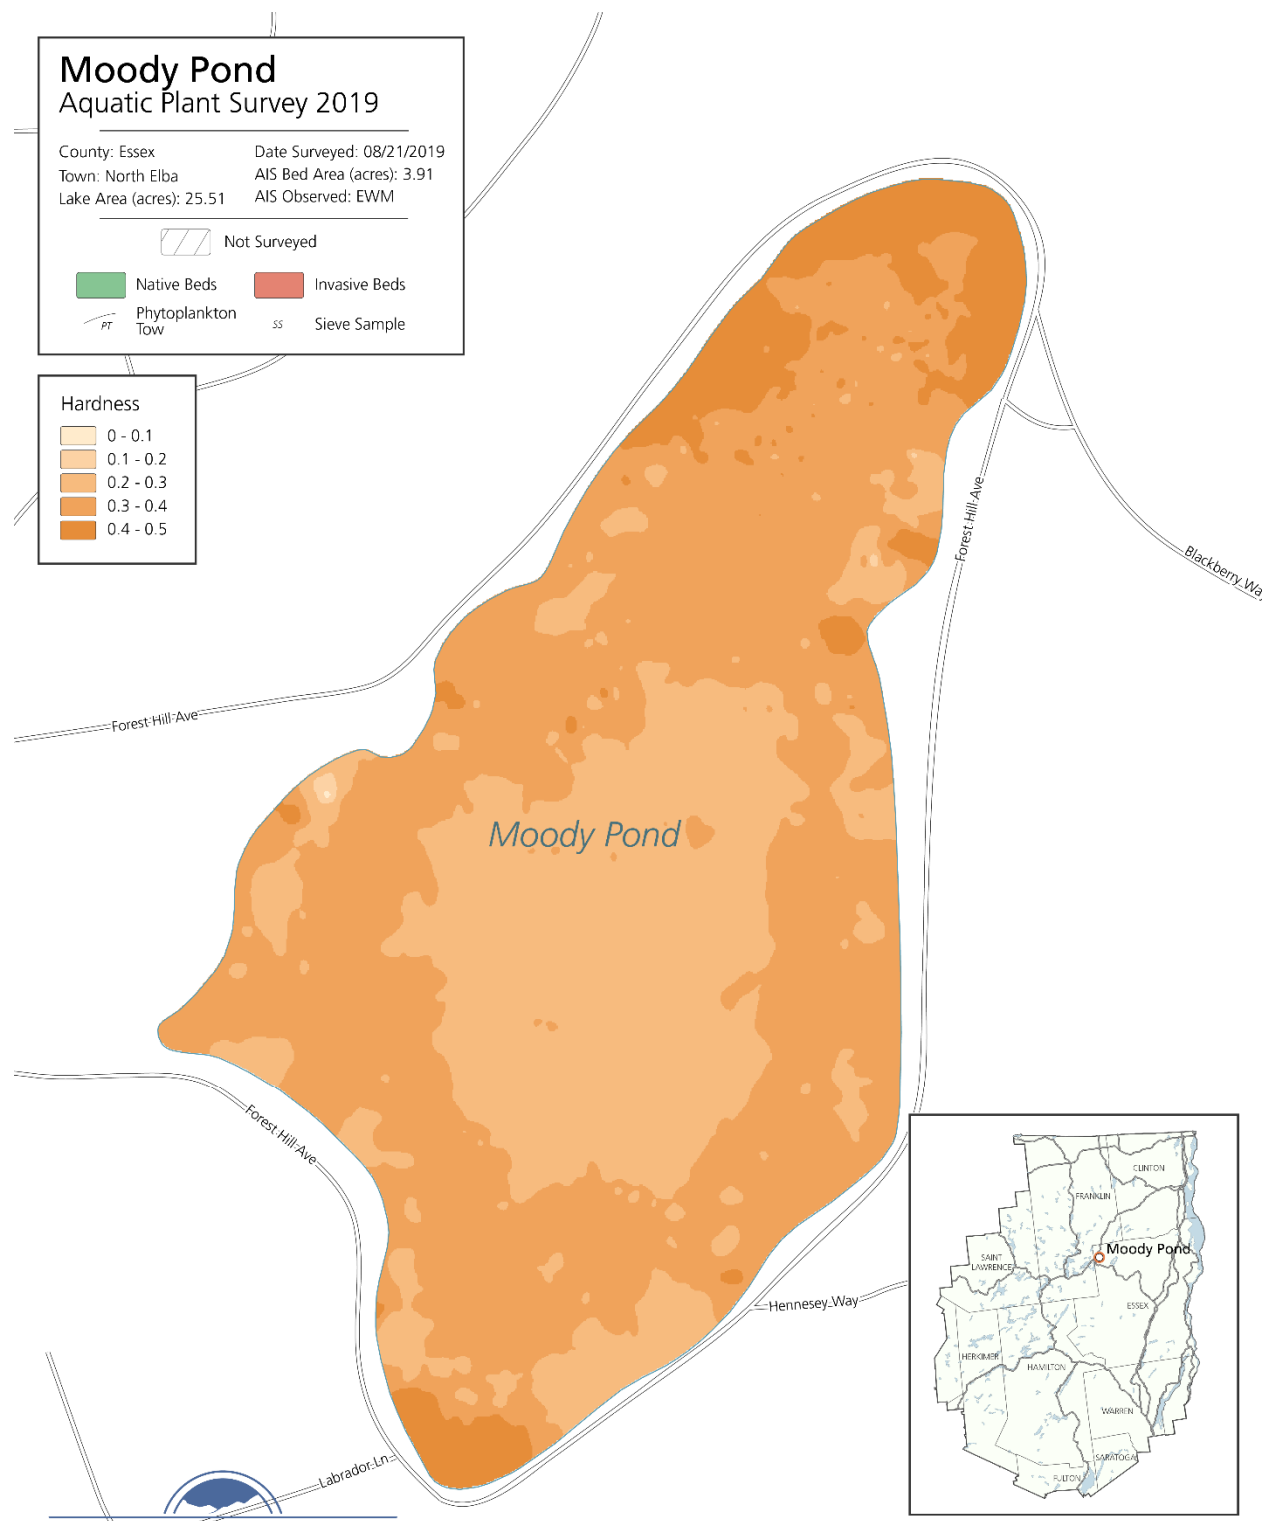 Moody Pond
Aquatic Plant Survey 2019
County: Essex
Town: North Elba
Lake Area (acres): 25.51
Date Surveyed: 08/21/2019
AIS Bed Area (acres): 3.91
AIS Observed: EWM
Not Surveyed
Native Beds
Invasive Beds
PT
Phytoplankton
Tow
SS
Sieve Sample
Hardness
0 - 0.1
0.1 - 0.2
0.2 - 0.3
0.3 - 0.4
0.4 - 0.5
Forest Hill Ave
Blackberry Way
Forest Hill Ave
Moody Pond
Forest Hill Ave
Hennesey Way
Labrador Ln
CLINTON
FRANKLIN
Moody Pond
SAINT
LAWRENCE
ESSEX
HERKIMER
HAMILTON
WARREN
SARATOGA
FULTON